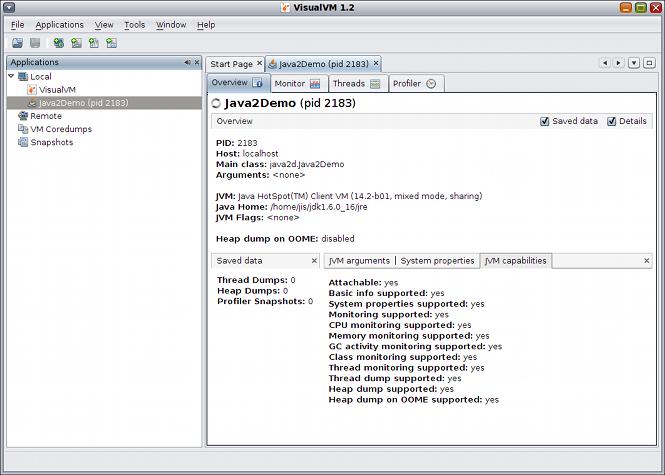 VisualVM 1.2
File Applications View Tools Window Help
Applications
Local
VisualVM
Java2Demo (pid 2183)
Remote
VM Coredumps
Snapshots
Start Page
Java2Demo (pid 2183)
Overview Monitor Threads Profiler
Java2Demo (pid 2183)
Overview Saved data Details
PID: 2183
Host: localhost
Main class: java2d.Java2Demo
Arguments: <none>
JVM: Java HotSpot(TM) Client VM (14.2-b01, mixed mode, sharing)
Java Home: /home/jis/jdk1.6.0_16/jre
JVM Flags: <none>
Heap dump on OOME: disabled
Saved data
Thread Dumps: 0
Heap Dumps: 0
Profiler Snapshots: 0
JVM arguments System properties JVM capabilities
Attachable: yes
Basic info supported: yes
System properties supported: yes
Monitoring supported: yes
CPU monitoring supported: yes
Memory monitoring supported: yes
GC activity monitoring supported: yes
Class monitoring supported: yes
Thread monitoring supported: yes
Thread dump supported: yes
Heap dump supported: yes
Heap dump on OOME supported: yes